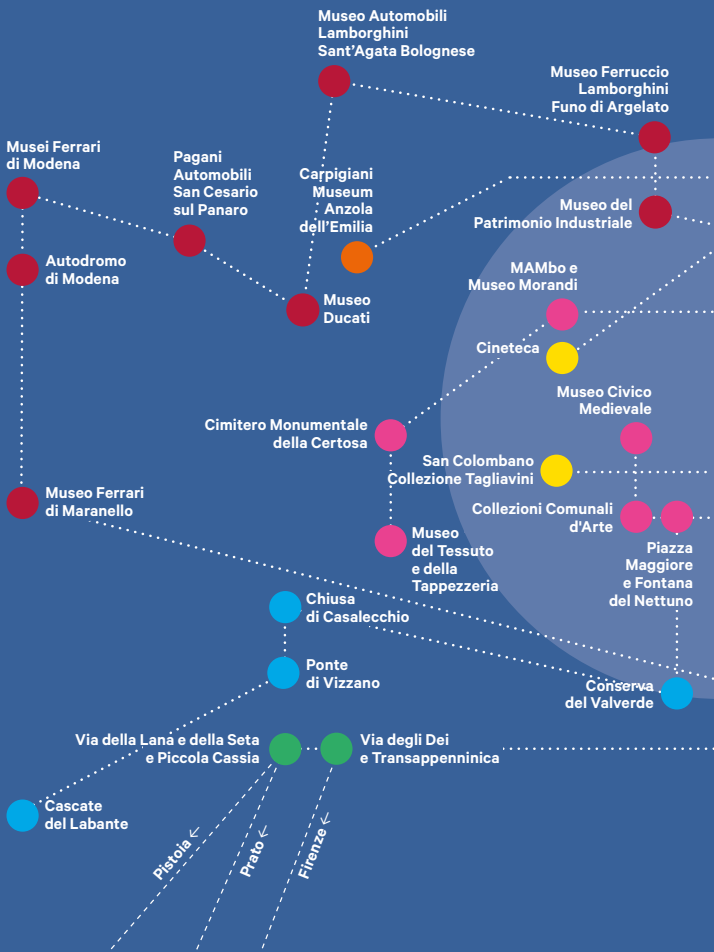 Museo Automobili
Lamborghini
Sant'Agata Bolognese
Museo Ferruccio
Lamborghini
Funo di Argelato
Musei Ferrari
di Modena
Pagani
Automobili
San Cesario
sul Panaro
Carpigiani
Museum
Anzola
dell'Emilia
Museo del
Patrimonio Industriale
Autodromo
di Modena
MAMbo e
Museo Morandi
Museo
Ducati
Cineteca
Museo Civico
Medievale
Cimitero Monumentale
della Certosa
San Colombano
Collezione Tagliavini
Museo Ferrari
di Maranello
Collezioni Comunali
d'Arte
Museo
del Tessuto
e della
Tappezzeria
Piazza
Maggiore
e Fontana
del Nettuno
Chiusa
di Casalecchio
Ponte
di Vizzano
Conserva
del Valverde
Via della Lana e della Seta
e Piccola Cassia
Via degli Dei
e Transappenninica
Cascate
del Labante
Pistoia
Prato
Firenze